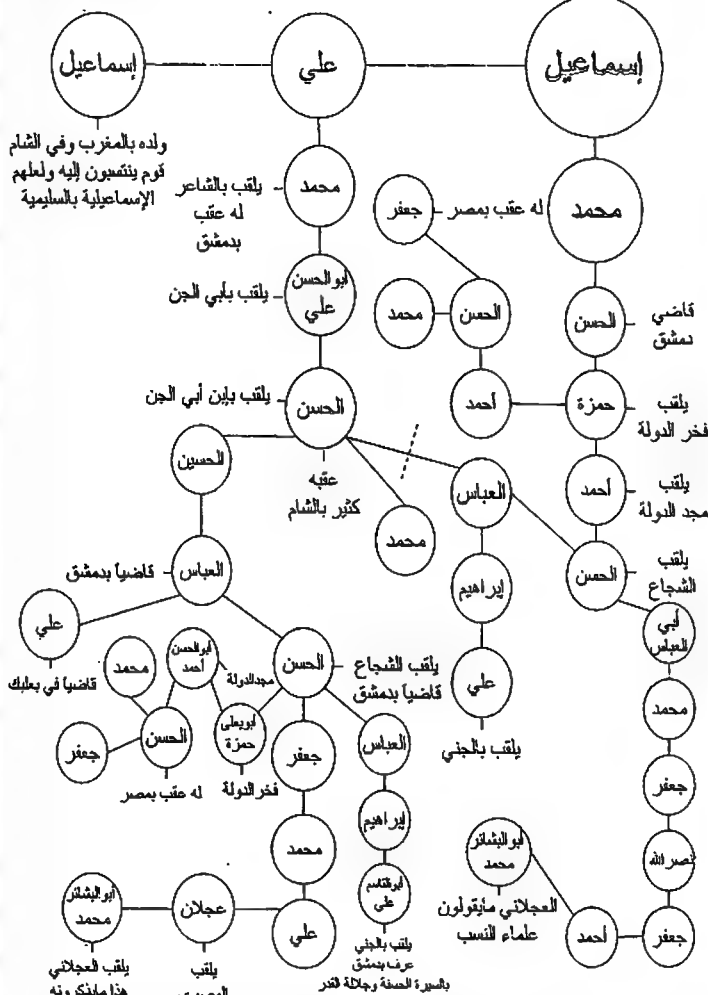 إسماعيل
علي
إسماعيل
ولده بالمغرب وفي الشام
قوم ينتسبون إليه ولعلهم
الإسماعيلية بالسليمية
محمد
يلقب بالشاعر
له عقب
بدمشق
جعفر
له عقب بمصر
محمد
أبو الحسن
علي
يلقب بأبي الجن
محمد
الحسن
الحسن
قاضي
دمشق
الحسن
يلقب بإبن أبي الجن
أحمد
حمزة
يلقب
فخر الدولة
الحسين
عقبه
كثير بالشام
محمد
العباس
أحمد
يلقب
مجد الدولة
العباس
قاضياً بدمشق
إبراهيم
الحسن
يلقب
الشجاع
علي
قاضياً في بعلبك
محمد
أبو الحسن
أحمد
مجد الدولة
الحسن
يلقب الشجاع
قاضياً بدمشق
علي
يلقب بالجني
أبي
العباس
محمد
جعفر
الحسن
له عقب بمصر
أبو يعلى
حمزة
فخر الدولة
جعفر
العباس
جعفر
محمد
إبراهيم
نصر الله
أبو البشائر
محمد
العجلاني مايقولون
علماء النسب
أبو البشائر
محمد
عجلان
علي
أبو القاسم
علي
أحمد
جعفر
يلقب العجلاني
هذا مايذكرونه
يلقب
يلقب بالجني
عرف بدمشق
بالسيرة الحسنة وجلالة القدر